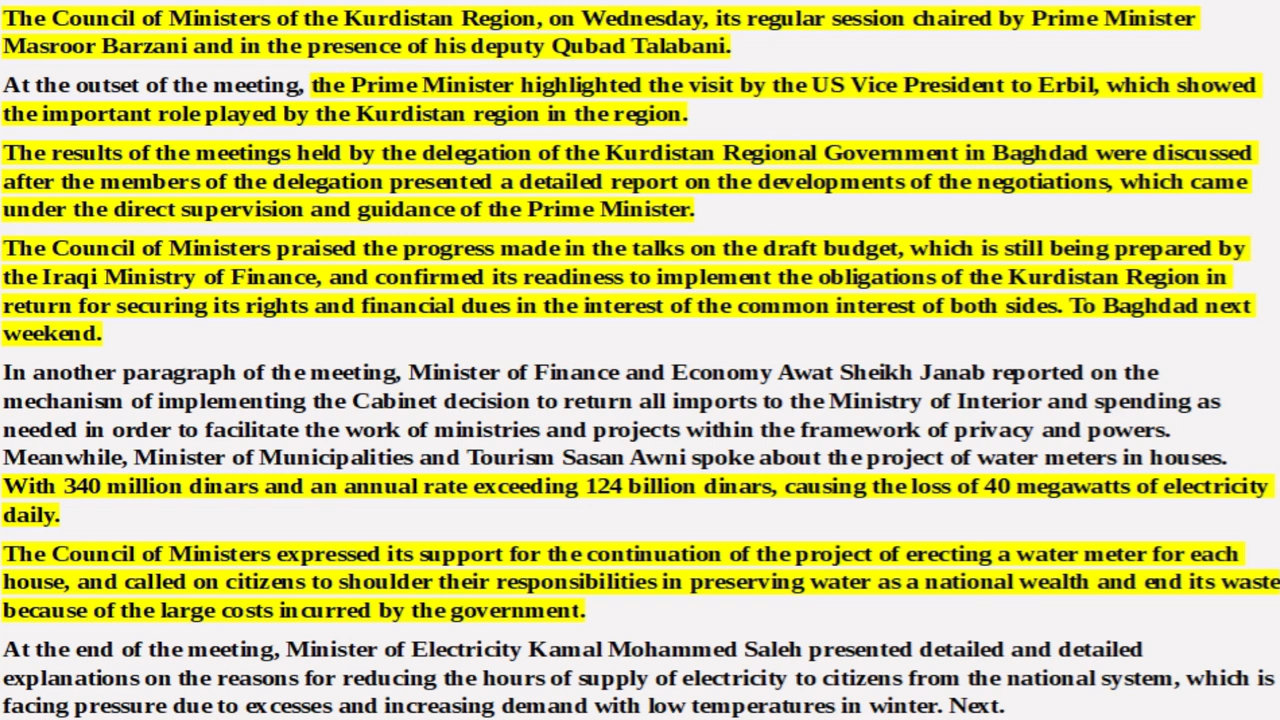 The Council of Ministers of the Kurdistan Region, on Wednesday, its regular session chaired by Prime Minister
Masroor Barzani and in the presence of his deputy Qubad Talabani.
At the outset of the meeting, the Prime Minister highlighted the visit by the US Vice President to Erbil, which showed
the important role played by the Kurdistan region in the region.
The results of the meetings held by the delegation of the Kurdistan Regional Government in Baghdad were discussed
after the members of the delegation presented a detailed report on the developments of the negotiations, which came
under the direct supervision and guidance of the Prime Minister.
The Council of Ministers praised the progress made in the talks on the draft budget, which is still being prepared by
the Iraqi Ministry of Finance, and confirmed its readiness to implement the obligations of the Kurdistan Region in
return for securing its rights and financial dues in the interest of the common interest of both sides. To Baghdad next
weekend.
In another paragraph of the meeting, Minister of Finance and Economy Awat Sheikh Janab reported on the
mechanism of implementing the Cabinet decision to return all imports to the Ministry of Interior and spending as
needed in order to facilitate the work of ministries and projects within the framework of privacy and powers.
Meanwhile, Minister of Municipalities and Tourism Sasan Awni spoke about the project of water meters in houses.
With 340 million dinars and an annual rate exceeding 124 billion dinars, causing the loss of 40 megawatts of electricity
daily.
The Council of Ministers expressed its support for the continuation of the project of erecting a water meter for each
house, and called on citizens to shoulder their responsibilities in preserving water as a national wealth and end its waste
because of the large costs incurred by the government.
At the end of the meeting, Minister of Electricity Kamal Mohammed Saleh presented detailed and detailed
explanations on the reasons for reducing the hours of supply of electricity to citizens from the national system, which is
facing pressure due to excesses and increasing demand with low temperatures in winter. Next.